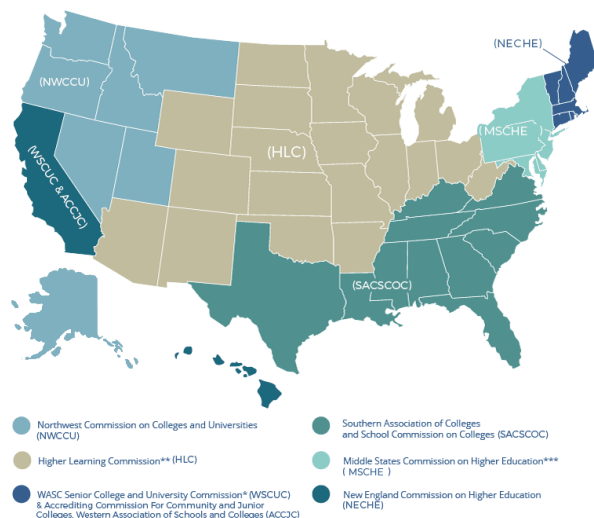 (NECHE)
(NWCCU)
(MSCHE )
(HLC)
(WSCUC & ACCJC)
(SACSCOC)
Northwest Commission on Colleges and Universities
(NWCCU)
Higher Learning Commission** (HLC)
WASC Senior College and University Commission* (WSCUC)
& Accrediting Commission For Community and Junior
Colleges, Western Association of Schools and Colleges (ACCJC)
Southern Association of Colleges
and School Commission on Colleges (SACSCOC)
Middle States Commission on Higher Education***
( MSCHE )
New England Commission on Higher Education
(NECHE)